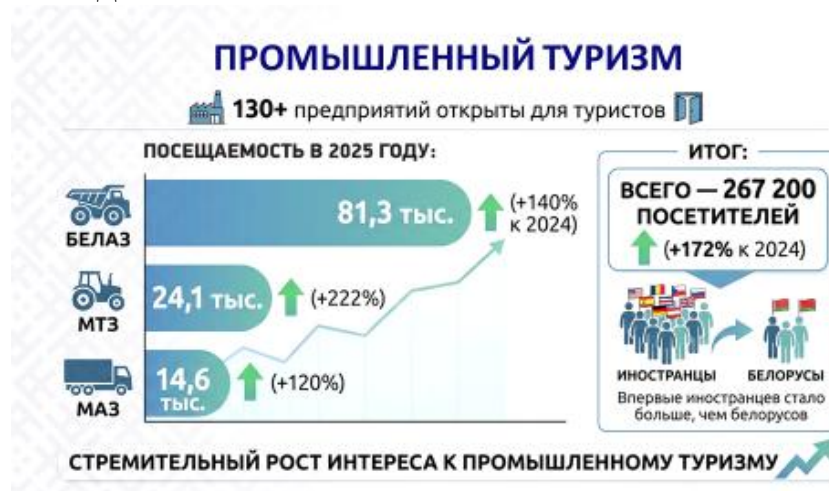 ПРОМЫШЛЕННЫЙ ТУРИЗМ
130+ предприятий открыты для туристов
ПОСЕЩАЕМОСТЬ В 2025 ГОДУ:
БЕЛАЗ
81,3 тыс.
(+140%
к 2024)
МТЗ
24,1 тыс.
(+222%)
МАЗ
14,6
тыс.
(+120%)
ИТОГ:
ВСЕГО — 267 200
ПОСЕТИТЕЛЕЙ
(+172% к 2024)
ИНОСТРАНЦЫ
БЕЛОРУСЫ
Впервые иностранцев стало
больше, чем белорусов
СТРЕМИТЕЛЬНЫЙ РОСТ ИНТЕРЕСА К ПРОМЫШЛЕННОМУ ТУРИЗМУ